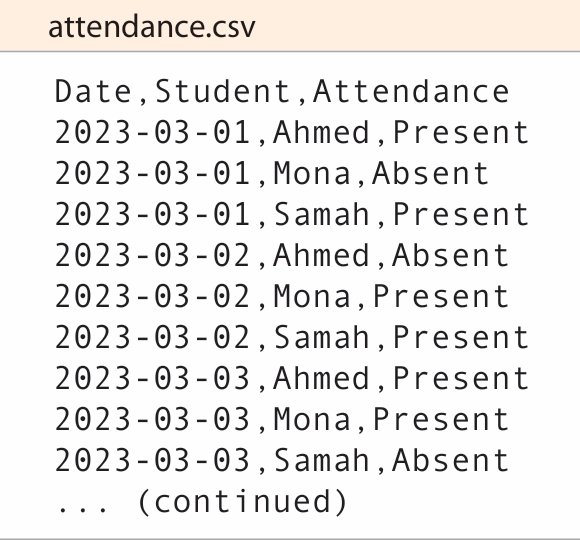 attendance.csv
Date,Student,Attendance
2023-03-01,Ahmed,Present
2023-03-01,Mona,Absent
2023-03-01,Samah,Present
2023-03-02,Ahmed,Absent
2023-03-02,Mona,Present
2023-03-02,Samah,Present
2023-03-03,Ahmed,Present
2023-03-03,Mona,Present
2023-03-03,Samah,Absent
... (continued)